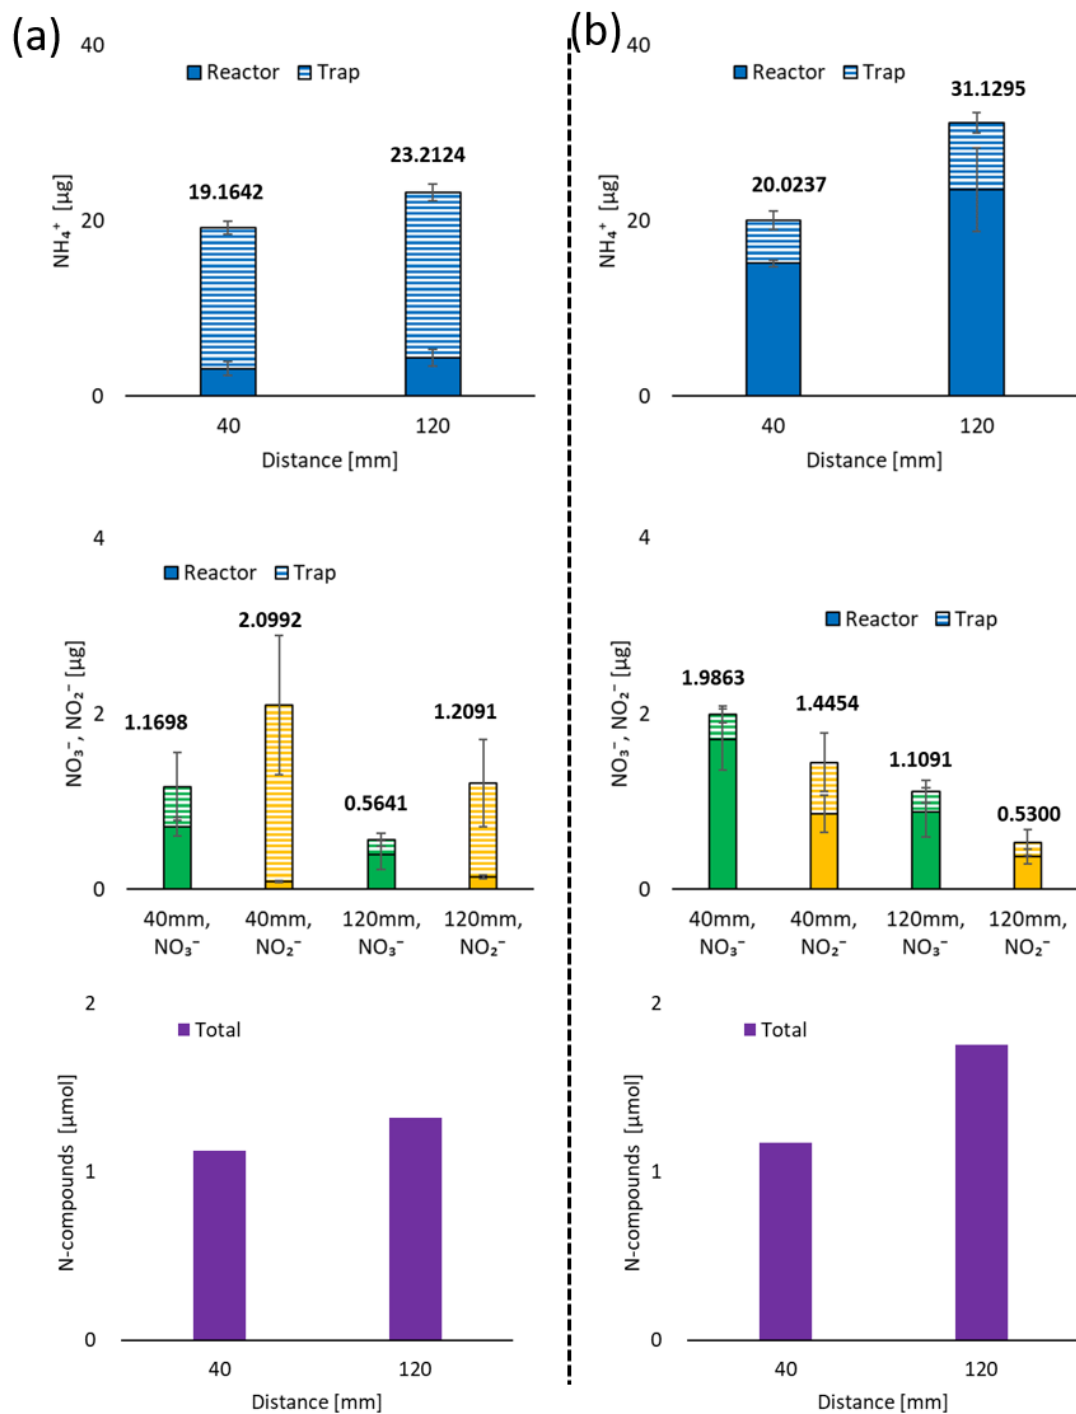 (a)
40
Reactor Trap
23.2124
19.1642
20
NH₄⁺ [µg]
0
40 120
Distance [mm]
4
Reactor Trap
2.0992
1.1698
1.2091
0.5641
2
NO₃⁻, NO₂⁻ [µg]
0
40mm, 40mm, 120mm, 120mm,
NO₃⁻ NO₂⁻ NO₃⁻ NO₂⁻
2
Total
N-compounds [µmol]
1
0
40 120
Distance [mm]
(b)
40
Reactor Trap
31.1295
20.0237
20
NH₄⁺ [µg]
0
40 120
Distance [mm]
4
Reactor Trap
1.9863
1.4454
1.1091
0.5300
2
NO₃⁻, NO₂⁻ [µg]
0
40mm, 40mm, 120mm, 120mm,
NO₃⁻ NO₂⁻ NO₃⁻ NO₂⁻
2
Total
N-compounds [µmol]
1
0
40 120
Distance [mm]